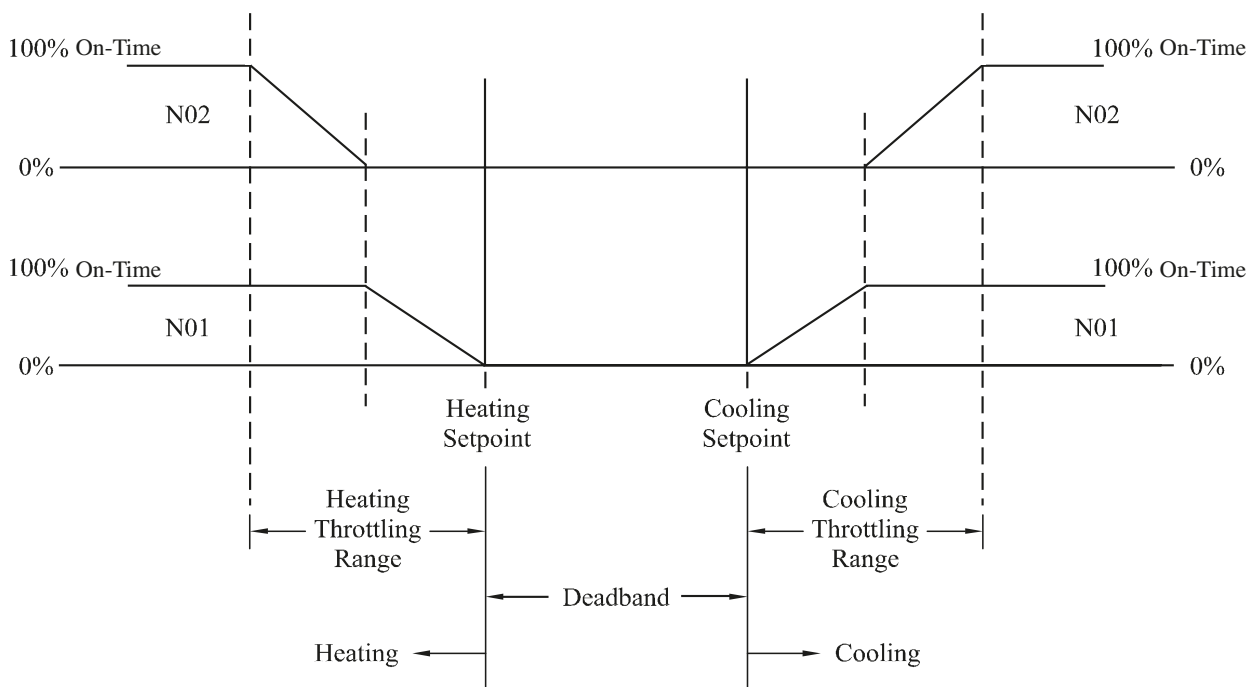 100% On-Time
100% On-Time
N02
N02
0%
0%
100% On-Time
100% On-Time
N01
N01
0%
0%
Heating
Setpoint
Cooling
Setpoint
Heating
Throttling
Range
Cooling
Throttling
Range
Deadband
Heating
Cooling